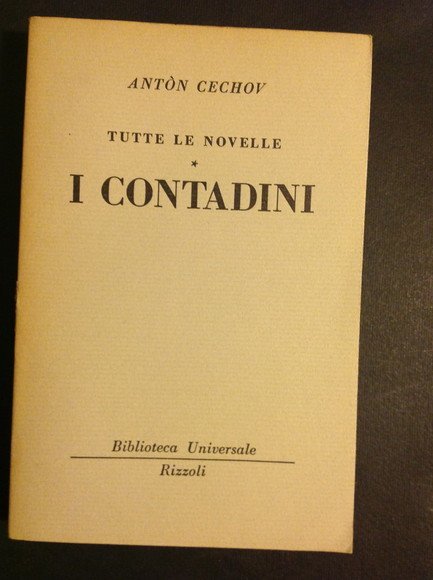 ANTÒN CECHOV
TUTTE LE NOVELLE
*
I CONTADINI
Biblioteca Universale
Rizzoli